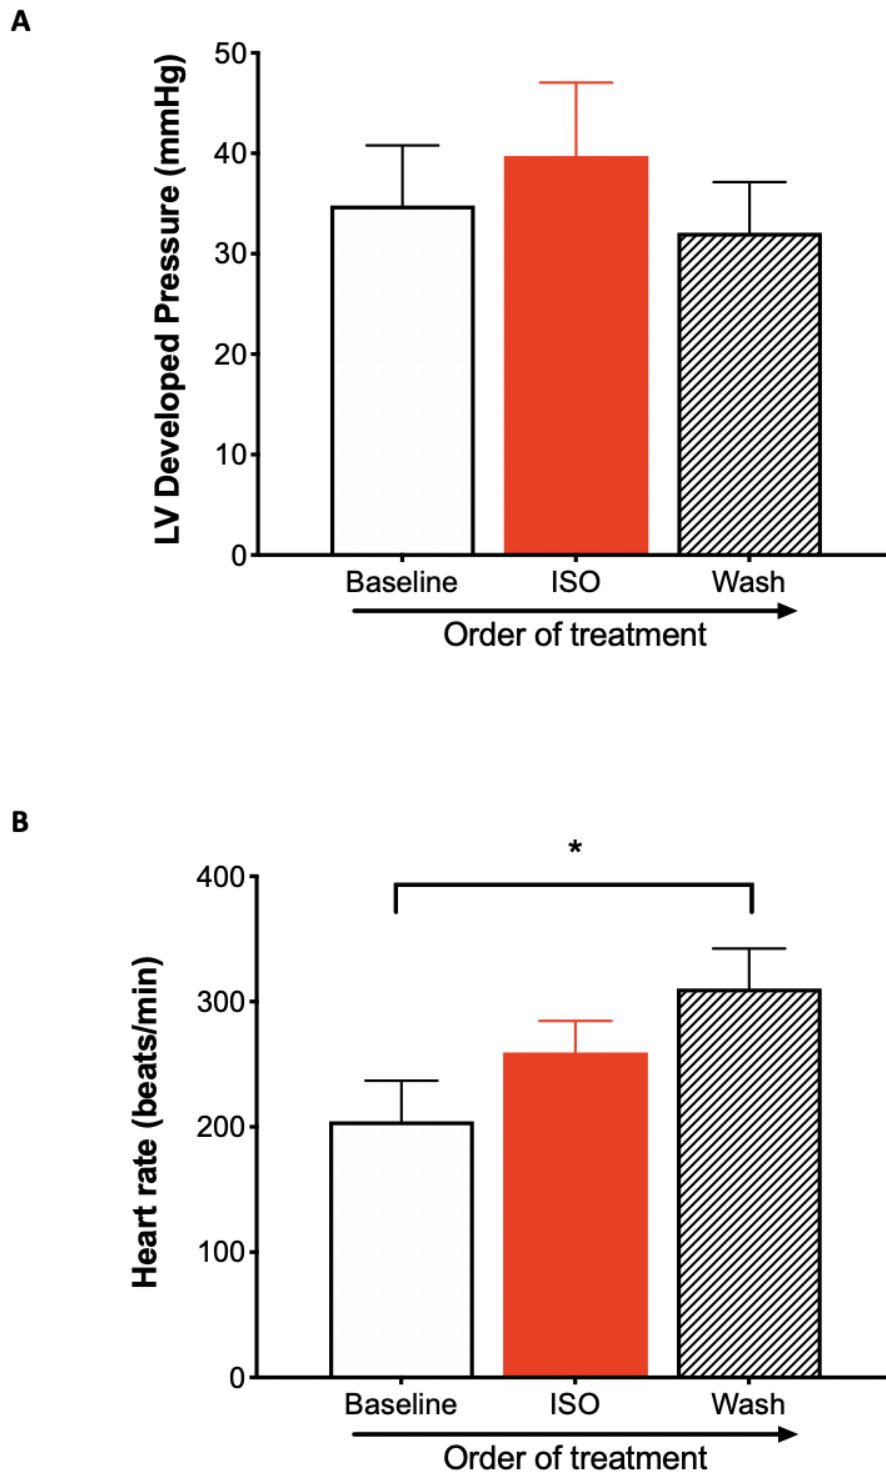 A
LV Developed Pressure (mmHg)
50
40
30
20
10
0
Baseline ISO Wash
Order of treatment
B
*
Heart rate (beats/min)
400
300
200
100
0
Baseline ISO Wash
Order of treatment